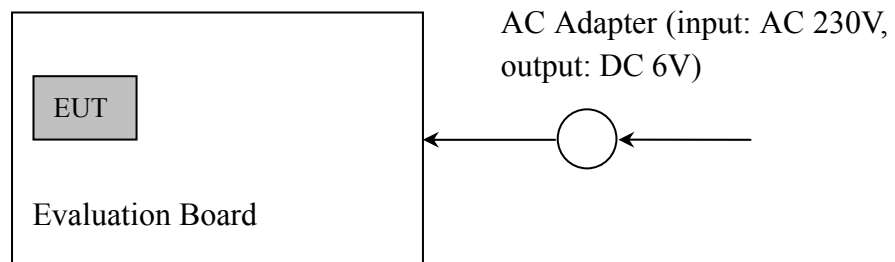 AC Adapter (input: AC 230V,
output: DC 6V)
EUT
Evaluation Board